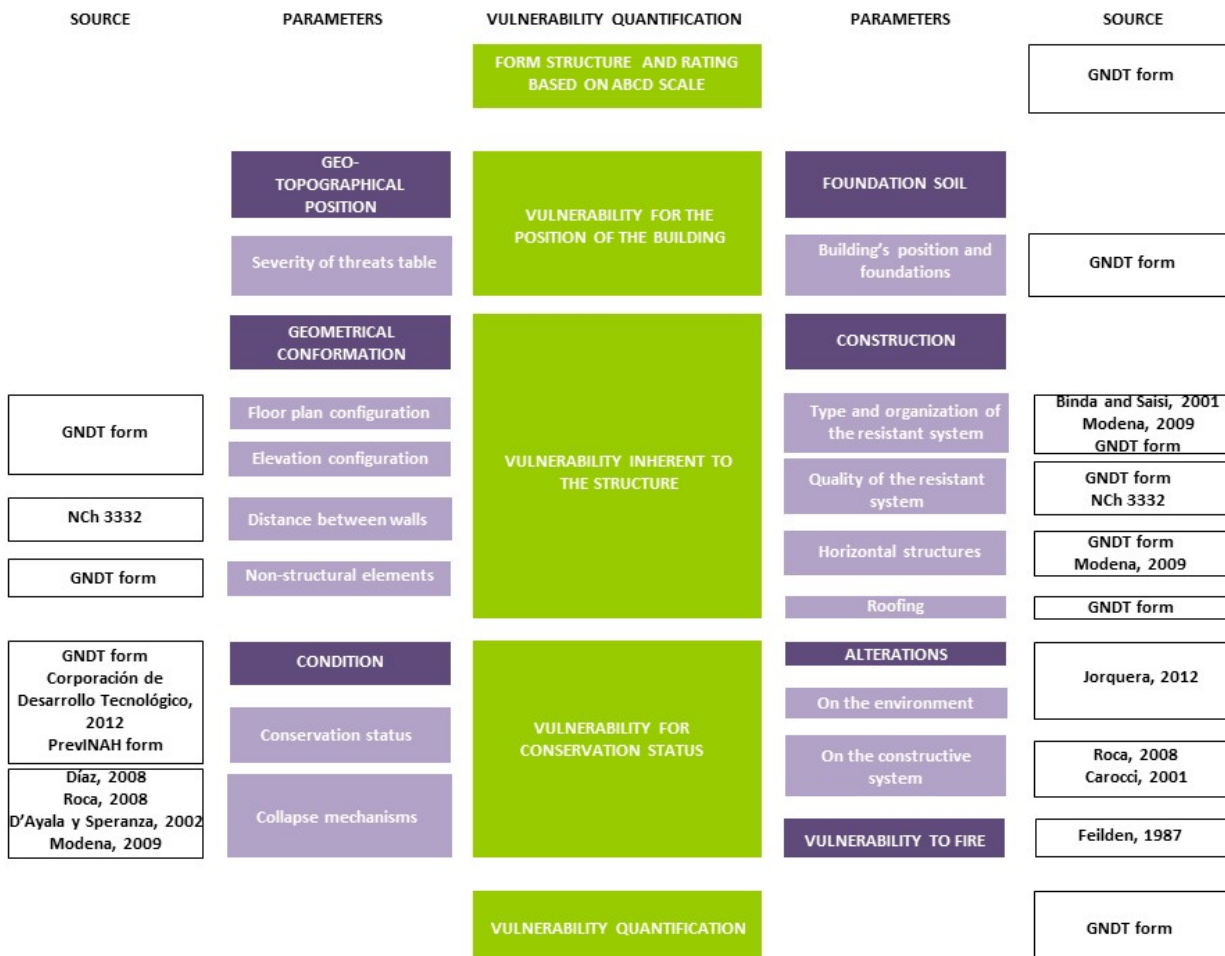 SOURCE
PARAMETERS
VULNERABILITY QUANTIFICATION
PARAMETERS
SOURCE
FORM STRUCTURE AND RATING
BASED ON ABCD SCALE
GNDT form
GEO-
TOPOGRAPHICAL
POSITION
VULNERABILITY FOR THE
POSITION OF THE BUILDING
FOUNDATION SOIL
Severity of threats table
Building's position and
foundations
GNDT form
GEOMETRICAL
CONFORMATION
VULNERABILITY INHERENT TO
THE STRUCTURE
CONSTRUCTION
GNDT form
Floor plan configuration
Elevation configuration
Type and organization of
the resistant system
Binda and Saisi, 2001
Modena, 2009
GNDT form
Quality of the resistant
system
GNDT form
NCh 3332
NCh 3332
Distance between walls
Horizontal structures
GNDT form
Modena, 2009
GNDT form
Non-structural elements
Roofing
GNDT form
GNDT form
Corporación de
Desarrollo Tecnológico,
2012
PrevINAH form
CONDITION
Conservation status
VULNERABILITY FOR
CONSERVATION STATUS
ALTERATIONS
On the environment
Jorquera, 2012
On the constructive
system
Roca, 2008
Carocci, 2001
Díaz, 2008
Roca, 2008
D'Ayala y Speranza, 2002
Modena, 2009
Collapse mechanisms
VULNERABILITY TO FIRE
Feilden, 1987
VULNERABILITY QUANTIFICATION
GNDT form